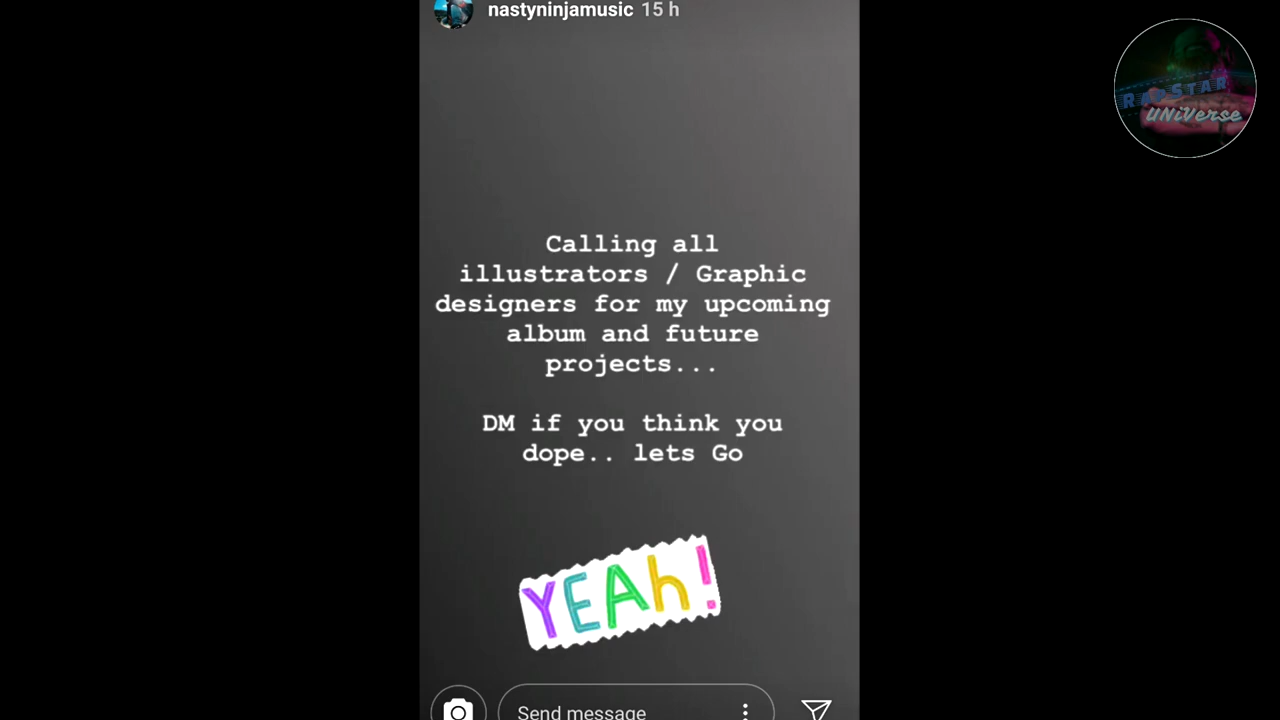 nastyninjamusic 15 h
RapStar
UNiVerse
Calling all
illustrators / Graphic
designers for my upcoming
album and future
projects...
DM if you think you
dope.. lets Go
YEAh!
Send message